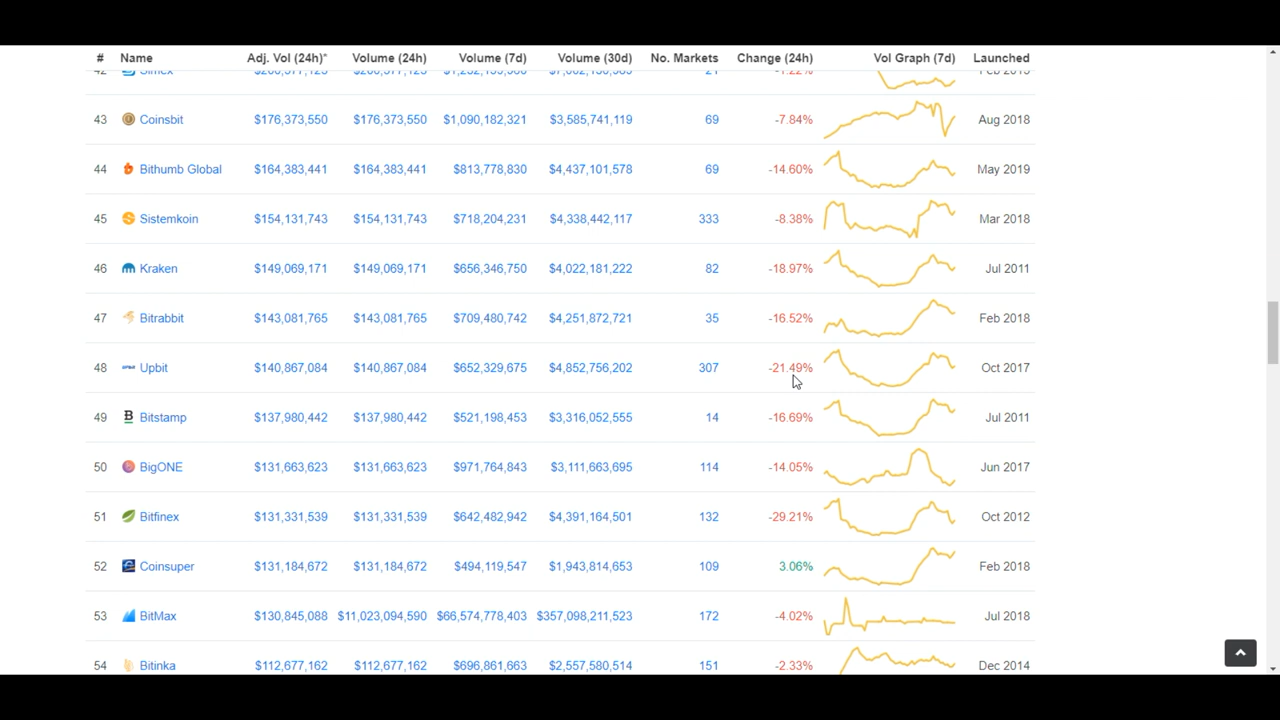 # Name Adj. Vol (24h)* Volume (24h) Volume (7d) Volume (30d) No. Markets Change (24h) Vol Graph (7d) Launched
43 Coinsbit $176,373,550 $176,373,550 $1,090,182,321 $3,585,741,119 69 -7.84% Aug 2018
44 Bithumb Global $164,383,441 $164,383,441 $813,778,830 $4,437,101,578 69 -14.60% May 2019
45 Sistemkoin $154,131,743 $154,131,743 $718,204,231 $4,338,442,117 333 -8.38% Mar 2018
46 Kraken $149,069,171 $149,069,171 $656,346,750 $4,022,181,222 82 -18.97% Jul 2011
47 Bitrabbit $143,081,765 $143,081,765 $709,480,742 $4,251,872,721 35 -16.52% Feb 2018
48 Upbit $140,867,084 $140,867,084 $652,329,675 $4,852,756,202 307 -21.49% Oct 2017
49 Bitstamp $137,980,442 $137,980,442 $521,198,453 $3,316,052,555 14 -16.69% Jul 2011
50 BigONE $131,663,623 $131,663,623 $971,764,843 $3,111,663,695 114 -14.05% Jun 2017
51 Bitfinex $131,331,539 $131,331,539 $642,482,942 $4,391,164,501 132 -29.21% Oct 2012
52 Coinsuper $131,184,672 $131,184,672 $494,119,547 $1,943,814,653 109 3.06% Feb 2018
53 BitMax $130,845,088 $11,023,094,590 $66,574,778,403 $357,098,211,523 172 -4.02% Jul 2018
54 Bitinka $112,677,162 $112,677,162 $696,861,663 $2,557,580,514 151 -2.33% Dec 2014